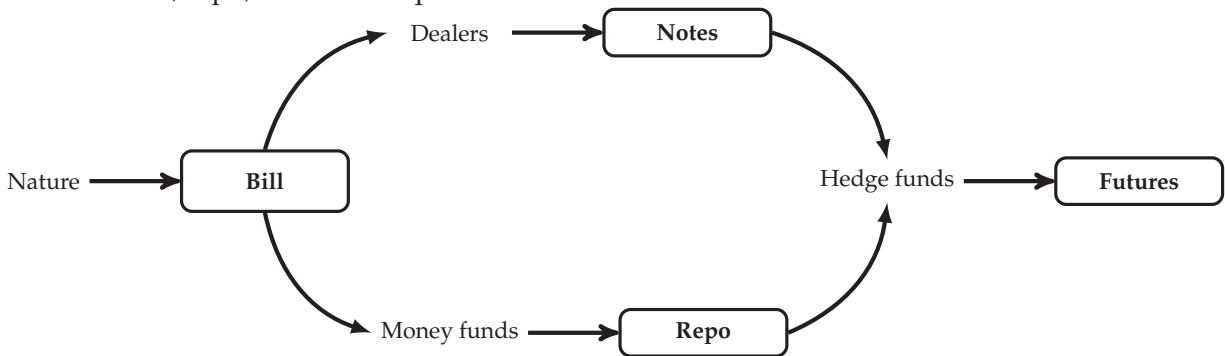 Dealers
Notes
Nature
Bill
Hedge funds
Futures
Money funds
Repo